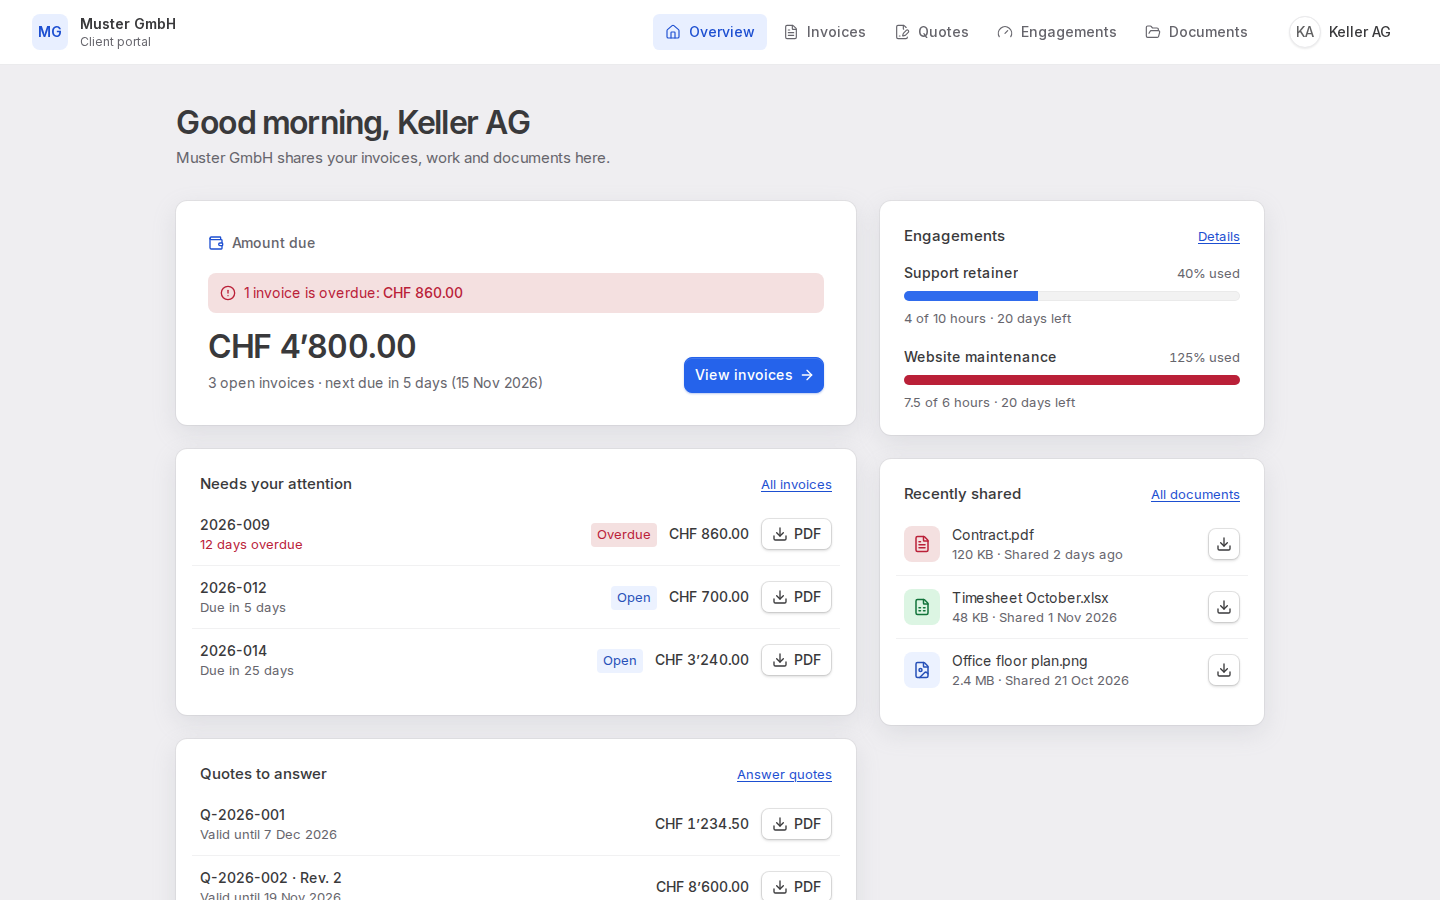 MG
Muster GmbH
Client portal
Overview
Invoices
Quotes
Engagements
Documents
KA
Keller AG
Good morning, Keller AG
Muster GmbH shares your invoices, work and documents here.
Amount due
1 invoice is overdue: CHF 860.00
CHF 4’800.00
3 open invoices · next due in 5 days (15 Nov 2026)
View invoices
Needs your attention
All invoices
2026-009
12 days overdue
Overdue
CHF 860.00
PDF
2026-012
Due in 5 days
Open
CHF 700.00
PDF
2026-014
Due in 25 days
Open
CHF 3’240.00
PDF
Quotes to answer
Answer quotes
Q-2026-001
Valid until 7 Dec 2026
CHF 1’234.50
PDF
Q-2026-002 · Rev. 2
Valid until 19 Nov 2026
CHF 8’600.00
PDF
Engagements
Details
Support retainer
40% used
4 of 10 hours · 20 days left
Website maintenance
125% used
7.5 of 6 hours · 20 days left
Recently shared
All documents
Contract.pdf
120 KB · Shared 2 days ago
Timesheet October.xlsx
48 KB · Shared 1 Nov 2026
Office floor plan.png
2.4 MB · Shared 21 Oct 2026